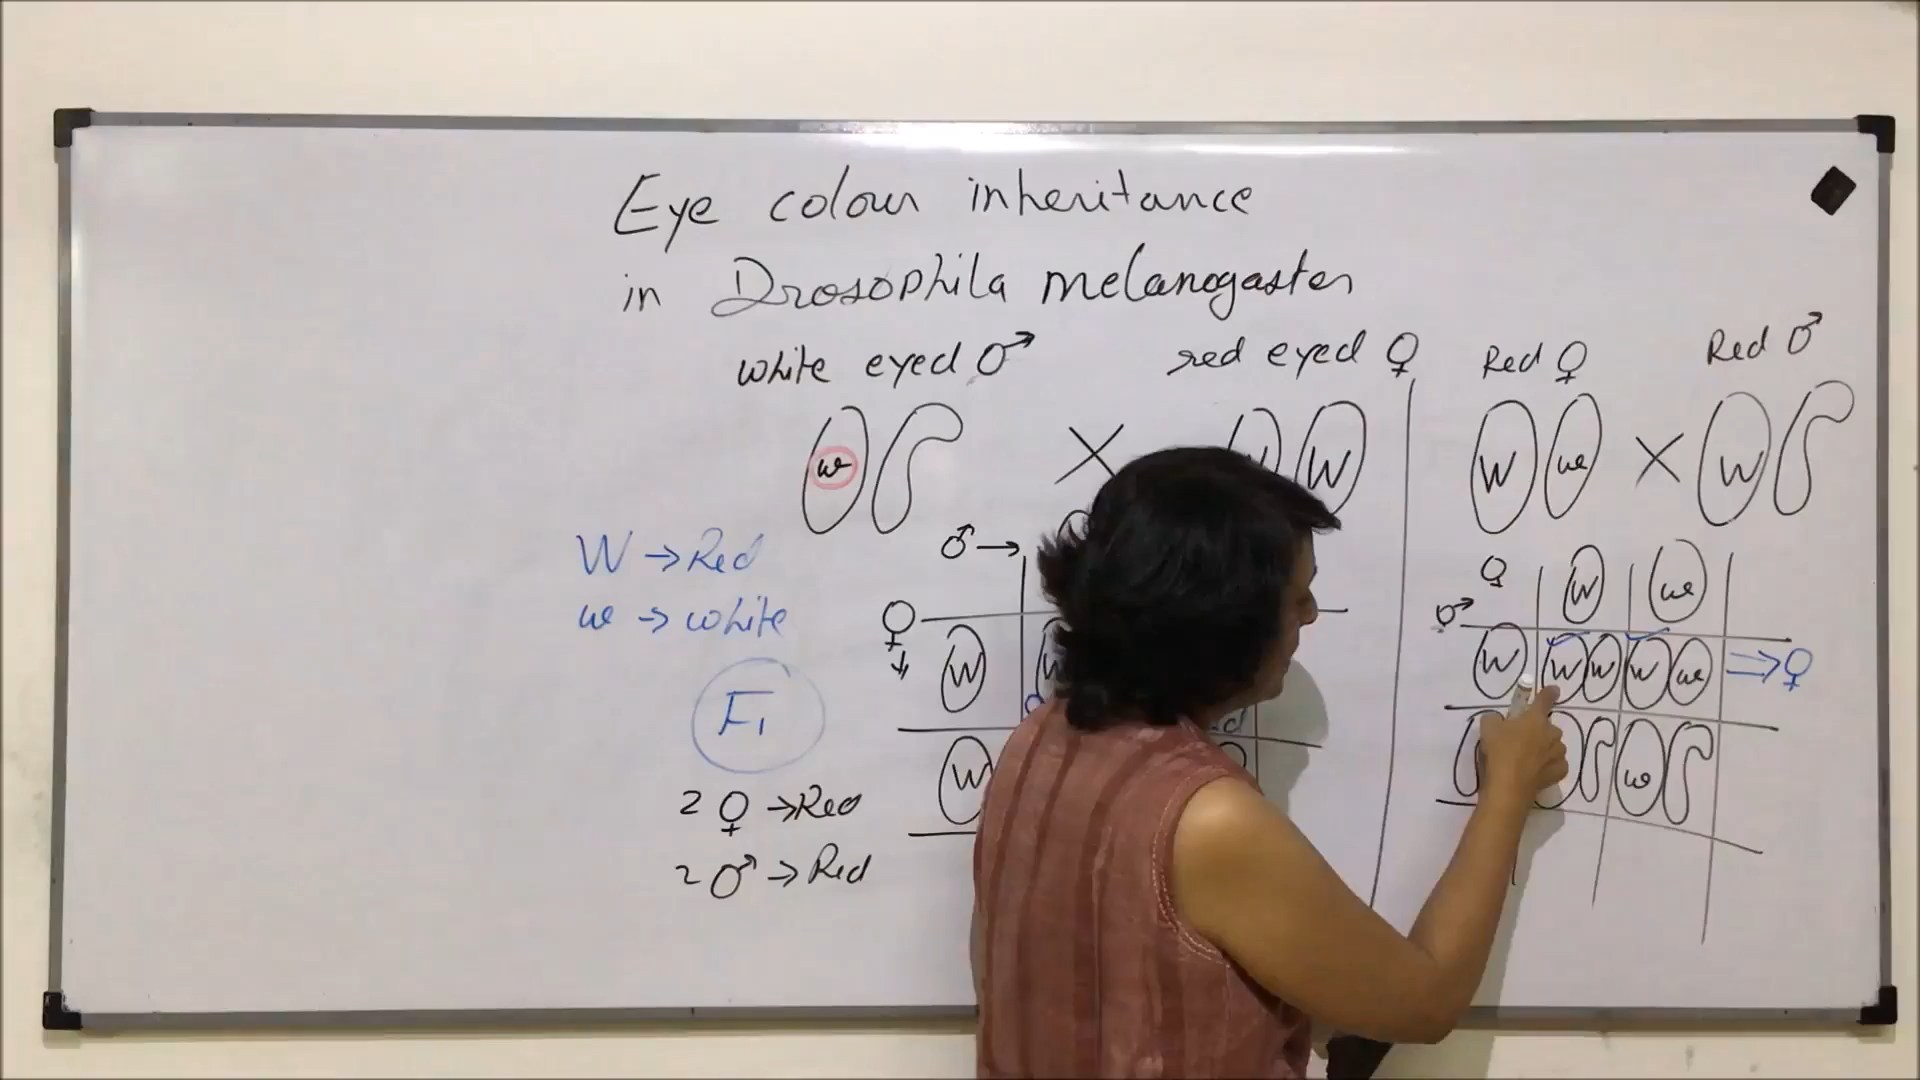 Eye colour inheritance
in Drosophila melanogaster
white eyed ♂ red eyed ♀
w W
W → Red
w → white
♂ →
♀ ↓
W
W
F1
2 ♀ → Red
2 ♂ → Red
Red ♀ Red ♂
W w X W
♀ W w
♂
W W W W w ⇒ ♀
w